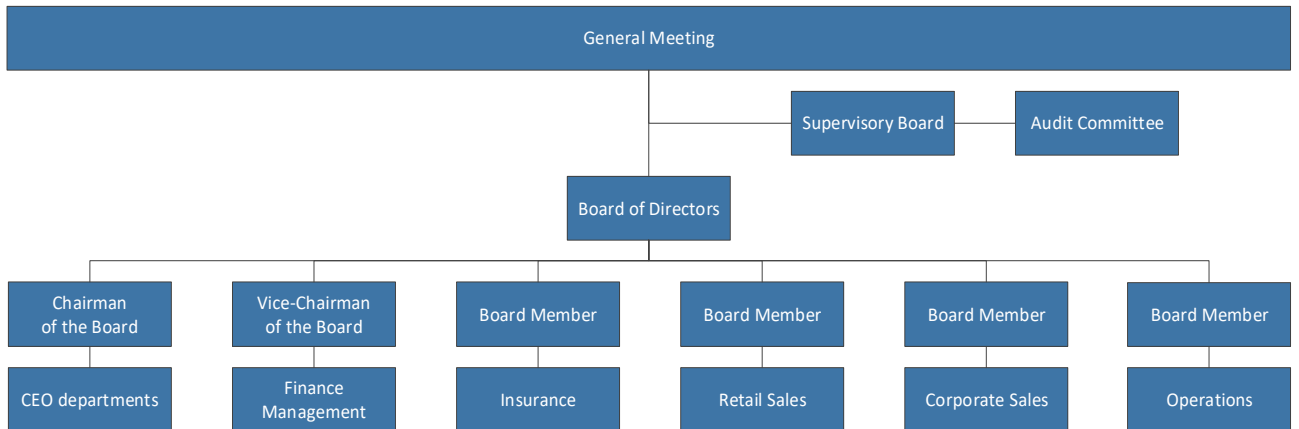 General Meeting
Supervisory Board
Audit Committee
Board of Directors
Chairman
of the Board
Vice-Chairman
of the Board
Board Member
Board Member
Board Member
Board Member
CEO departments
Finance
Management
Insurance
Retail Sales
Corporate Sales
Operations